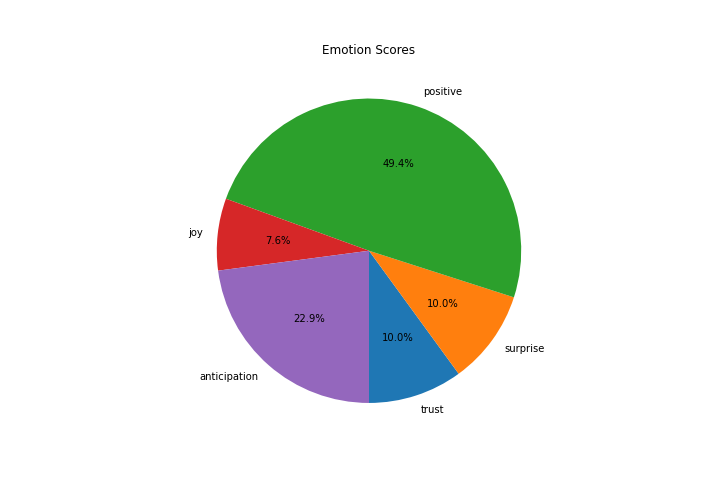 Emotion Scores
positive
49.4%
joy
7.6%
10.0%
22.9%
10.0%
surprise
anticipation
trust